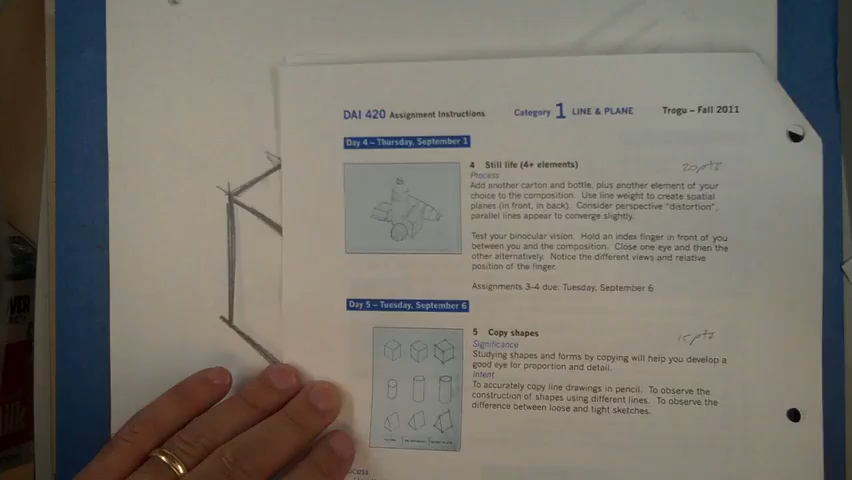 DAI 420 Assignment Instructions Category 1 LINE & PLANE Trogu – Fall 2011
Day 4 – Thursday, September 1
4 Still life (4+ elements) 20pts
Process
Add another carton and bottle, plus another element of your
choice to the composition. Use line weight to create spatial
planes (in front, in back). Consider perspective "distortion",
parallel lines appear to converge slightly.
Test your binocular vision. Hold an index finger in front of you
between you and the composition. Close one eye and then the
other alternatively. Notice the different views and relative
position of the finger.
Assignments 3-4 due: Tuesday, September 6
Day 5 – Tuesday, September 6
5 Copy shapes 15pts
Significance
Studying shapes and forms by copying will help you develop a
good eye for proportion and detail.
Intent
To accurately copy line drawings in pencil. To observe the
construction of shapes using different lines. To observe the
difference between loose and tight sketches.